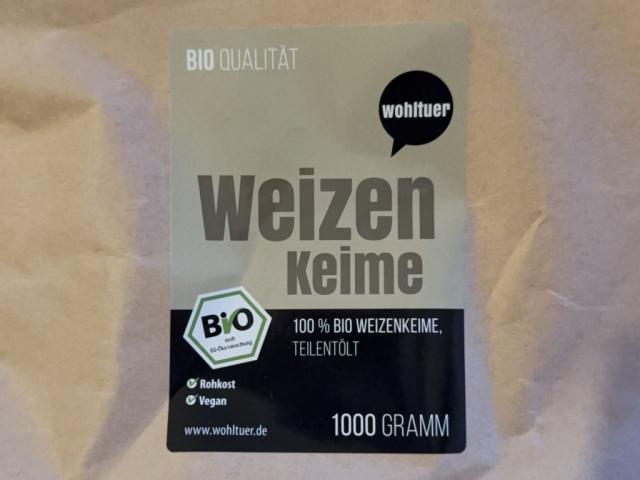 BIO QUALITÄT
wohltuer
Weizen
Keime
BIO
nach
EG-Öko-Verordnung
100 % BIO WEIZENKEIME,
TEILENTÖLT
Rohkost
Vegan
www.wohltuer.de
1000 GRAMM